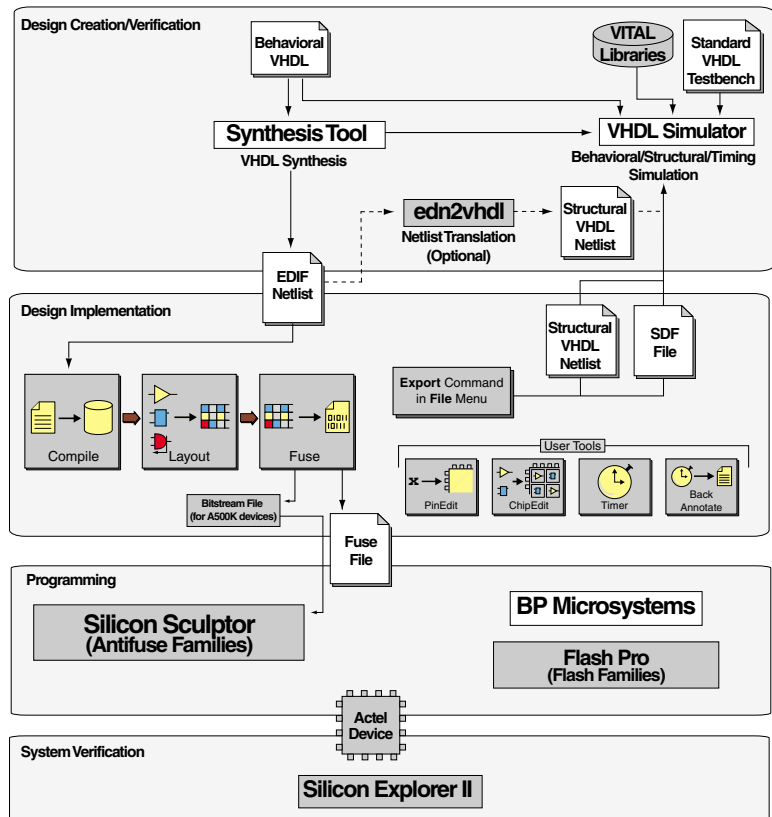 Design Creation/Verification
Behavioral
VHDL
VITAL
Libraries
Standard
VHDL
Testbench
Synthesis Tool
VHDL Synthesis
VHDL Simulator
Behavioral/Structural/Timing
Simulation
edn2vhdl
Netlist Translation
(Optional)
Structural
VHDL
Netlist
EDIF
Netlist
Design Implementation
Structural
VHDL
Netlist
SDF
File
Export Command
in File Menu
Compile
Layout
01011
10111
Fuse
User Tools
PinEdit
ChipEdit
Timer
Back
Annotate
Bitstream File
(for A500K devices)
Fuse
File
Programming
Silicon Sculptor
(Antifuse Families)
BP Microsystems
Flash Pro
(Flash Families)
Actel
Device
System Verification
Silicon Explorer II